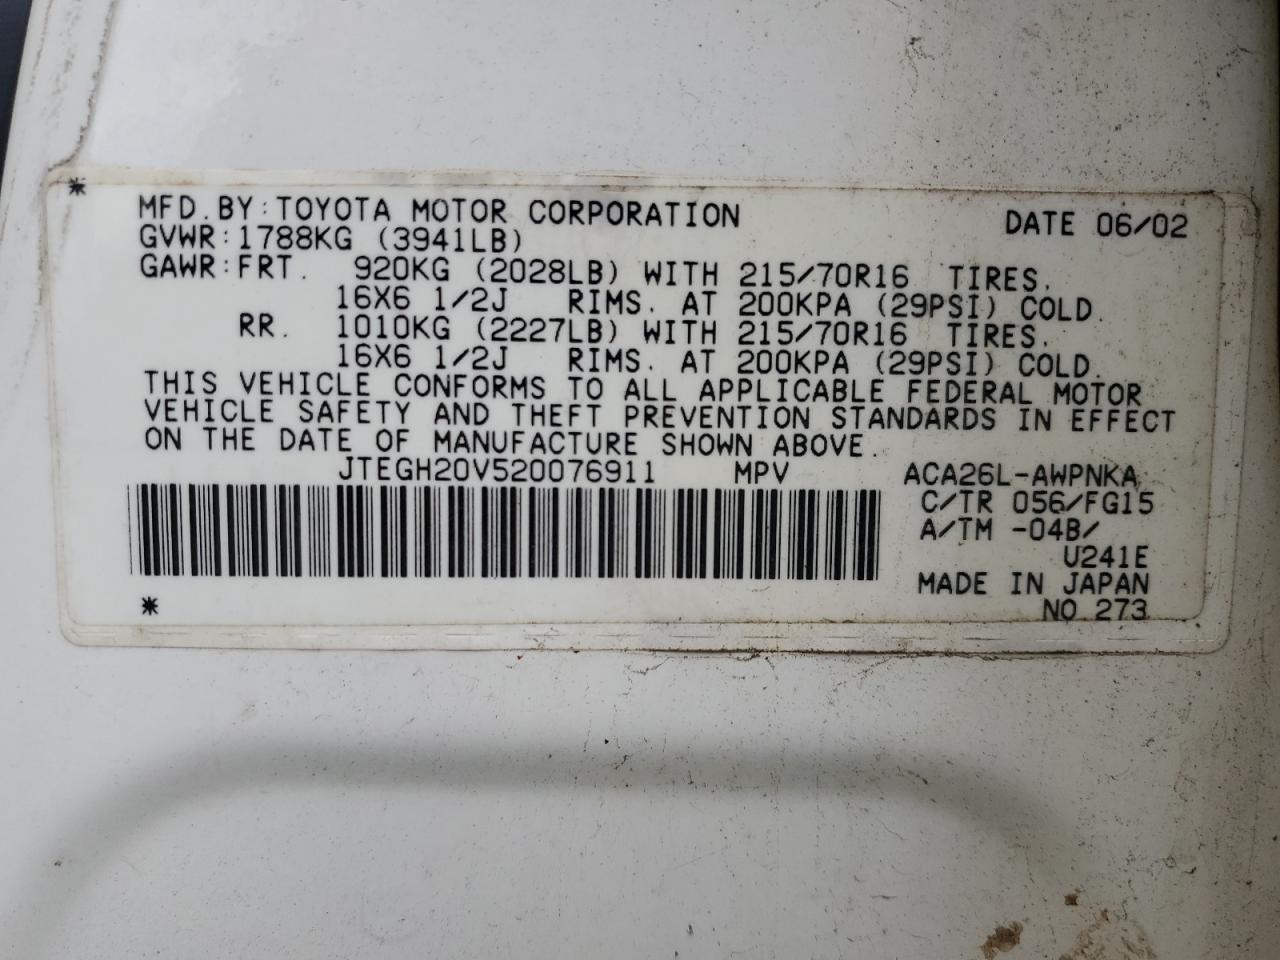 MFD.BY:TOYOTA MOTOR CORPORATION DATE 06/02
GVWR:1788KG (3941LB)
GAWR:FRT. 920KG (2028LB) WITH 215/70R16 TIRES.
16X6 1/2J RIMS. AT 200KPA (29PSI) COLD.
RR. 1010KG (2227LB) WITH 215/70R16 TIRES.
16X6 1/2J RIMS. AT 200KPA (29PSI) COLD.
THIS VEHICLE CONFORMS TO ALL APPLICABLE FEDERAL MOTOR
VEHICLE SAFETY AND THEFT PREVENTION STANDARDS IN EFFECT
ON THE DATE OF MANUFACTURE SHOWN ABOVE.
JTEGH20V520076911 MPV ACA26L-AWPNKA
C/TR 056/FG15
A/TM -04B/
U241E
MADE IN JAPAN
NO.273